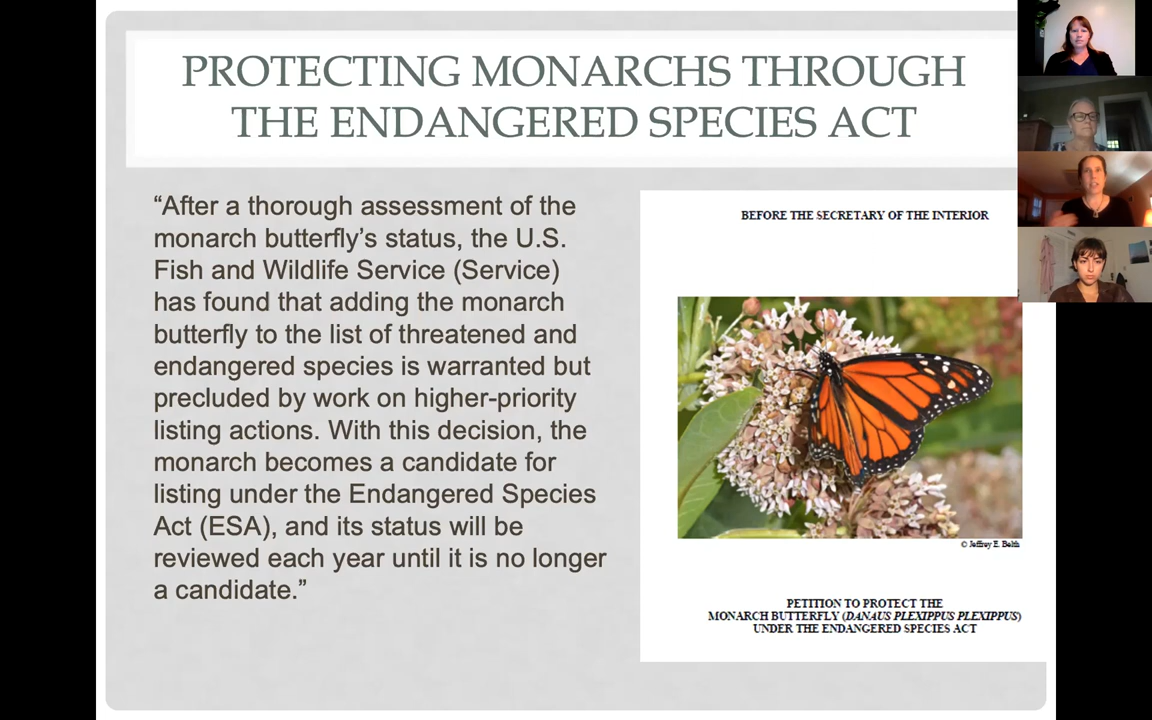 PROTECTING MONARCHS THROUGH
THE ENDANGERED SPECIES ACT
“After a thorough assessment of the
monarch butterfly’s status, the U.S.
Fish and Wildlife Service (Service)
has found that adding the monarch
butterfly to the list of threatened and
endangered species is warranted but
precluded by work on higher-priority
listing actions. With this decision, the
monarch becomes a candidate for
listing under the Endangered Species
Act (ESA), and its status will be
reviewed each year until it is no longer
a candidate.”
BEFORE THE SECRETARY OF THE INTERIOR
© Jeffrey E. Belth
PETITION TO PROTECT THE
MONARCH BUTTERFLY (DANAUS PLEXIPPUS PLEXIPPUS)
UNDER THE ENDANGERED SPECIES ACT